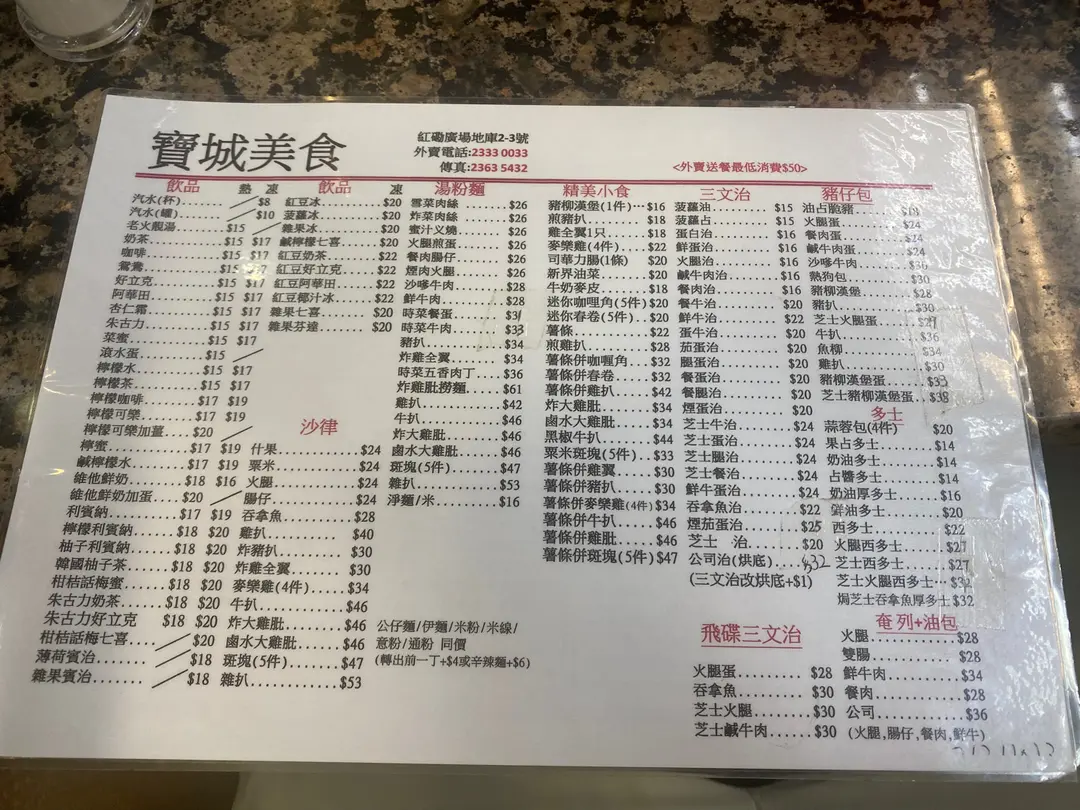 寶城美食
紅磡廣場地庫2-3號
外賣電話:2333 0033
傳真:2363 5432
<外賣送餐最低消費$50>
飲品 熱 凍
汽水(杯)....... ／ $8
汽水(罐)....... ／ $10
老火靚湯....... $15 ／
奶茶........... $15 $17
咖啡........... $15 $17
鴛鴦........... $15 $17
好立克......... $15 $17
阿華田......... $15 $17
杏仁霜......... $15 $17
朱古力......... $15 $17
菜蜜........... $15 $17
滾水蛋......... $15 ／
檸檬水......... $15 $17
檸檬茶......... $15 $17
檸檬咖啡....... $17 $19
檸檬可樂....... $17 $19
檸檬可樂加薑... $20 ／
檸蜜........... $17 $19
鹹檸檬水....... $17 $19
維他鮮奶....... $18 $16
維他鮮奶加蛋... $20 ／
利賓納......... $17 $19
檸檬利賓納..... $18 $20
柚子利賓納..... $18 $20
韓國柚子茶..... $18 $20
柑桔話梅蜜..... $18 $20
朱古力奶茶..... $18 $20
朱古力好立克 $18 $20
柑桔話梅七喜... ／ $20
薄荷賓治....... ／ $18
雜果賓治....... ／ $18
飲品 凍
紅豆冰......... $20
菠蘿冰......... $20
雜果冰......... $20
鹹檸檬七喜..... $20
紅豆奶茶....... $22
紅豆好立克..... $22
紅豆阿華田..... $22
紅豆椰汁冰..... $22
雜果七喜....... $20
雜果芬達....... $20
沙律
什果........... $24
粟米........... $24
火腿........... $24
腸仔........... $24
吞拿魚......... $28
雞扒........... $40
炸豬扒......... $30
炸雞全翼....... $30
麥樂雞(4件).... $34
牛扒........... $46
炸大雞肶....... $46
鹵水大雞肶..... $46
斑塊(5件)...... $47
雜扒........... $53
湯粉麵
雪菜肉絲 ...... $26
炸菜肉絲 ...... $26
蜜汁义燒....... $26
火腿煎蛋....... $26
餐肉腸仔....... $26
煙肉火腿....... $26
沙嗲牛肉....... $28
鮮牛肉......... $28
時菜餐蛋....... $31
時菜牛肉....... $33
豬扒........... $34
炸雞全翼....... $34
時菜五香肉丁... $36
炸雞肶撈麵..... $61
雞扒........... $42
牛扒........... $46
炸大雞肶....... $46
鹵水大雞肶..... $46
斑塊(5件)...... $47
雜扒........... $53
淨麵/米........ $16
公仔麵/伊麵/米粉/米線/
意粉/通粉 同價
(轉出前一丁+$4或辛辣麵+$6)
精美小食
豬柳漢堡(1件)… $16
煎豬扒......... $18
雞全翼1只...... $18
麥樂雞(4件).... $22
司華力腸(1條) $20
新界油菜....... $20
牛奶麥皮....... $18
迷你咖哩角(5件) $20
迷你春卷(5件).. $20
薯條........... $22
煎雞扒......... $28
薯條併咖喱角... $32
薯條併春卷..... $32
薯條併雞扒..... $42
炸大雞肶....... $34
鹵水大雞肶..... $34
黑椒牛扒....... $44
粟米斑塊(5件).. $33
薯條併雞翼..... $30
薯條併豬扒..... $30
薯條併麥樂雞(4件) $34
薯條併牛扒..... $46
薯條併雞肶..... $46
薯條併斑塊(5件) $47
三文治
菠蘿油......... $15
菠蘿占......... $15
蛋白治......... $16
鮮蛋治......... $16
火腿治......... $16
鹹牛肉治....... $16
餐肉治......... $16
餐牛治......... $20
鮮牛治......... $22
蛋牛治......... $20
茄蛋治......... $20
腿蛋治......... $20
餐蛋治......... $20
餐腿治......... $20
煙蛋治......... $20
芝士牛治....... $24
芝士蛋治....... $24
芝士腿治....... $24
芝士餐治....... $24
鮮牛蛋治....... $24
吞拿魚治....... $22
煙茄蛋治....... $25
芝士 治........ $20
公司治(烘底).... $32
(三文治改烘底+$1)
飛碟三文治
火腿蛋......... $28
吞拿魚......... $30
芝士火腿....... $30
芝士鹹牛肉..... $30
豬仔包
油占脆豬.......
火腿蛋......... $24
餐肉蛋......... $24
鹹牛肉蛋....... $24
沙嗲牛肉....... $36
熱狗包......... $30
豬柳漢堡....... $28
豬扒........... $30
芝士火腿蛋.....
牛扒........... $36
魚柳........... $34
雞扒........... $30
豬柳漢堡蛋..... $33
芝士豬柳漢堡蛋. $38
多士
蒜蓉包(4件) $20
果占多士....... $14
奶油多士....... $14
占醬多士....... $14
奶油厚多士..... $16
鮮油多士....... $20
西多士......... $22
火腿西多士..... $27
芝士西多士..... $27
芝士火腿西多士… $32
焗芝士吞拿魚厚多士 $32
奄列+油包
火腿........... $28
雙腸........... $28
鮮牛肉......... $34
餐肉........... $28
公司........... $36
(火腿,腸仔,餐肉,鮮牛)